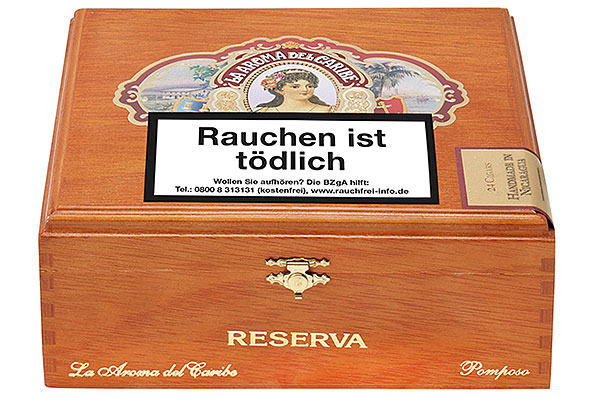 LA AROMA DEL CARIBE
Rauchen ist
tödlich
Wollen Sie aufhören? Die BZgA hilft:
Tel.: 0800 8 313131 (kostenfrei), www.rauchfrei-info.de
24 CIGARS
HANDMADE IN
NICARAGUA
RESERVA
La Aroma del Caribe
Pomposo